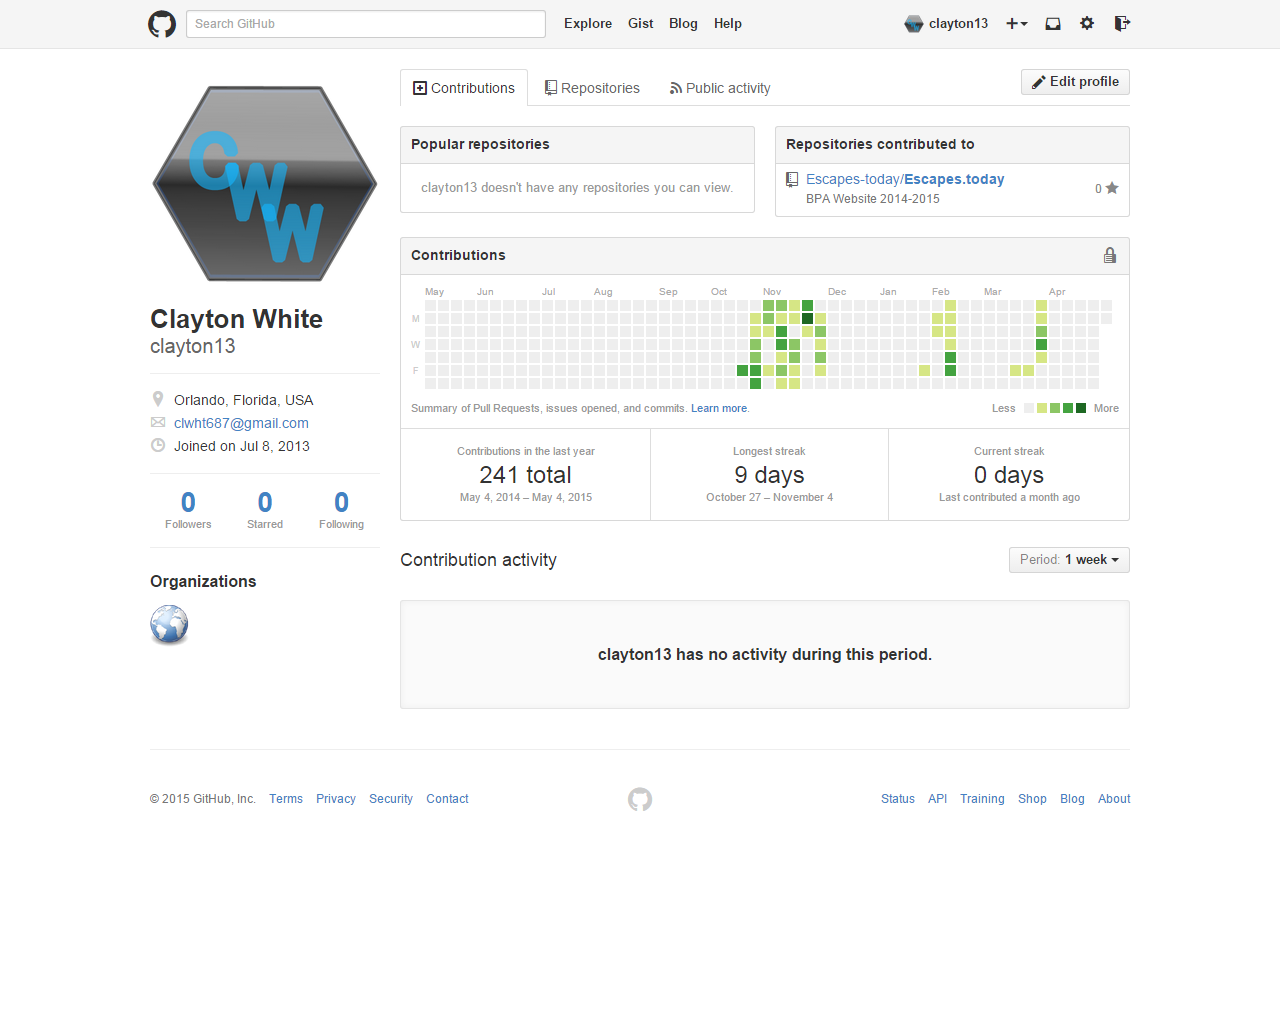 Search GitHub Explore Gist Blog Help clayton13
Contributions Repositories Public activity Edit profile
CWW
Clayton White
clayton13
Orlando, Florida, USA
clwht687@gmail.com
Joined on Jul 8, 2013
0 0 0
Followers Starred Following
Organizations
Popular repositories
clayton13 doesn't have any repositories you can view.
Repositories contributed to
Escapes-today/Escapes.today 0
BPA Website 2014-2015
Contributions
May Jun Jul Aug Sep Oct Nov Dec Jan Feb Mar Apr
M
W
F
Summary of Pull Requests, issues opened, and commits. Learn more. Less More
Contributions in the last year
241 total
May 4, 2014 – May 4, 2015
Longest streak
9 days
October 27 – November 4
Current streak
0 days
Last contributed a month ago
Contribution activity Period: 1 week
clayton13 has no activity during this period.
© 2015 GitHub, Inc. Terms Privacy Security Contact Status API Training Shop Blog About